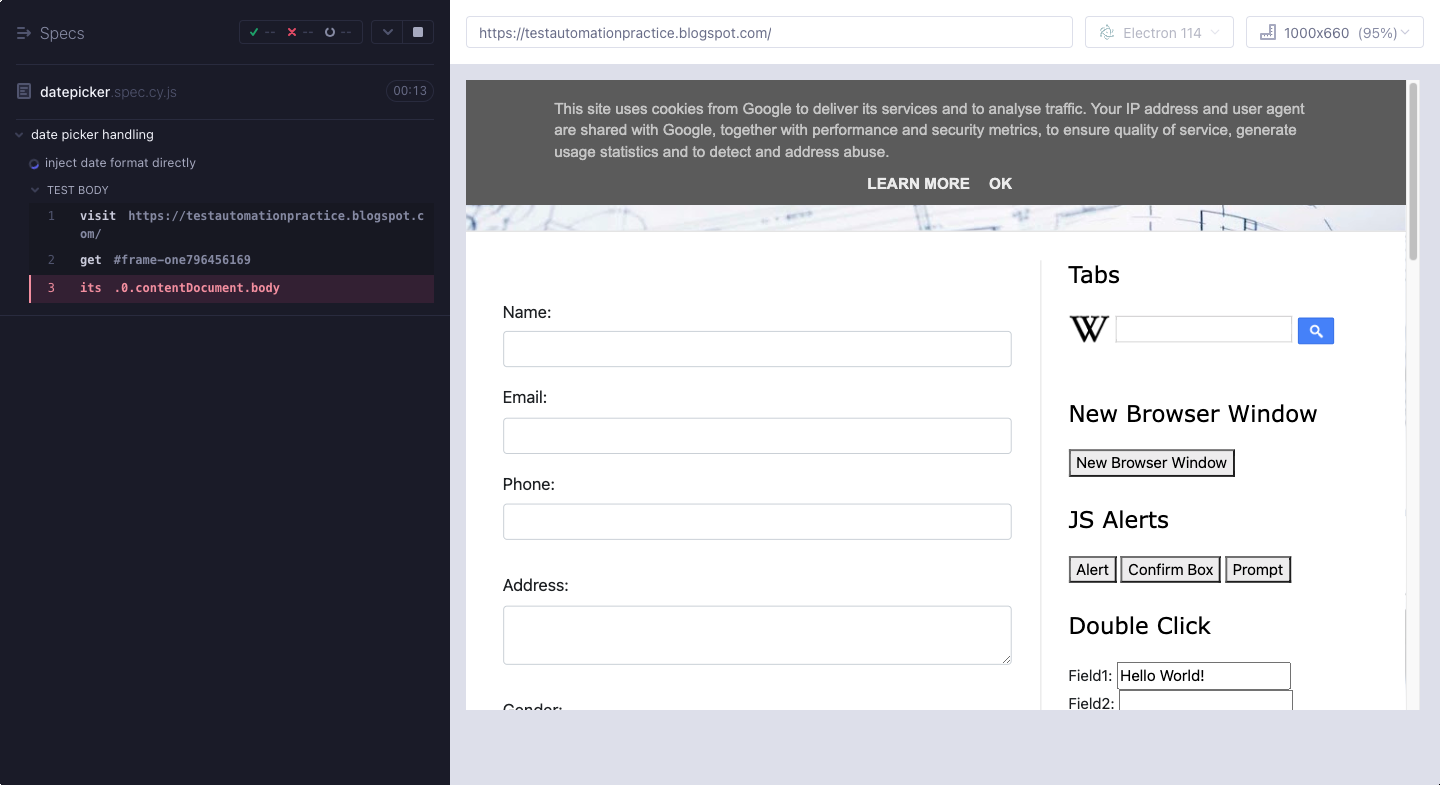 Specs
-- -- --
datepicker.spec.cy.js 00:13
date picker handling
inject date format directly
TEST BODY
1 visit https://testautomationpractice.blogspot.c
om/
2 get #frame-one796456169
3 its .0.contentDocument.body
https://testautomationpractice.blogspot.com/
Electron 114
1000x660 (95%)
This site uses cookies from Google to deliver its services and to analyse traffic. Your IP address and user agent
are shared with Google, together with performance and security metrics, to ensure quality of service, generate
usage statistics and to detect and address abuse.
LEARN MORE OK
Name:
Email:
Phone:
Address:
Gender:
Tabs
W
New Browser Window
New Browser Window
JS Alerts
Alert Confirm Box Prompt
Double Click
Field1: Hello World!
Field2: